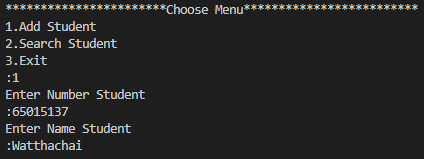 ***********************Choose Menu*************************
1.Add Student
2.Search Student
3.Exit
:1
Enter Number Student
:65015137
Enter Name Student
:Watthachai